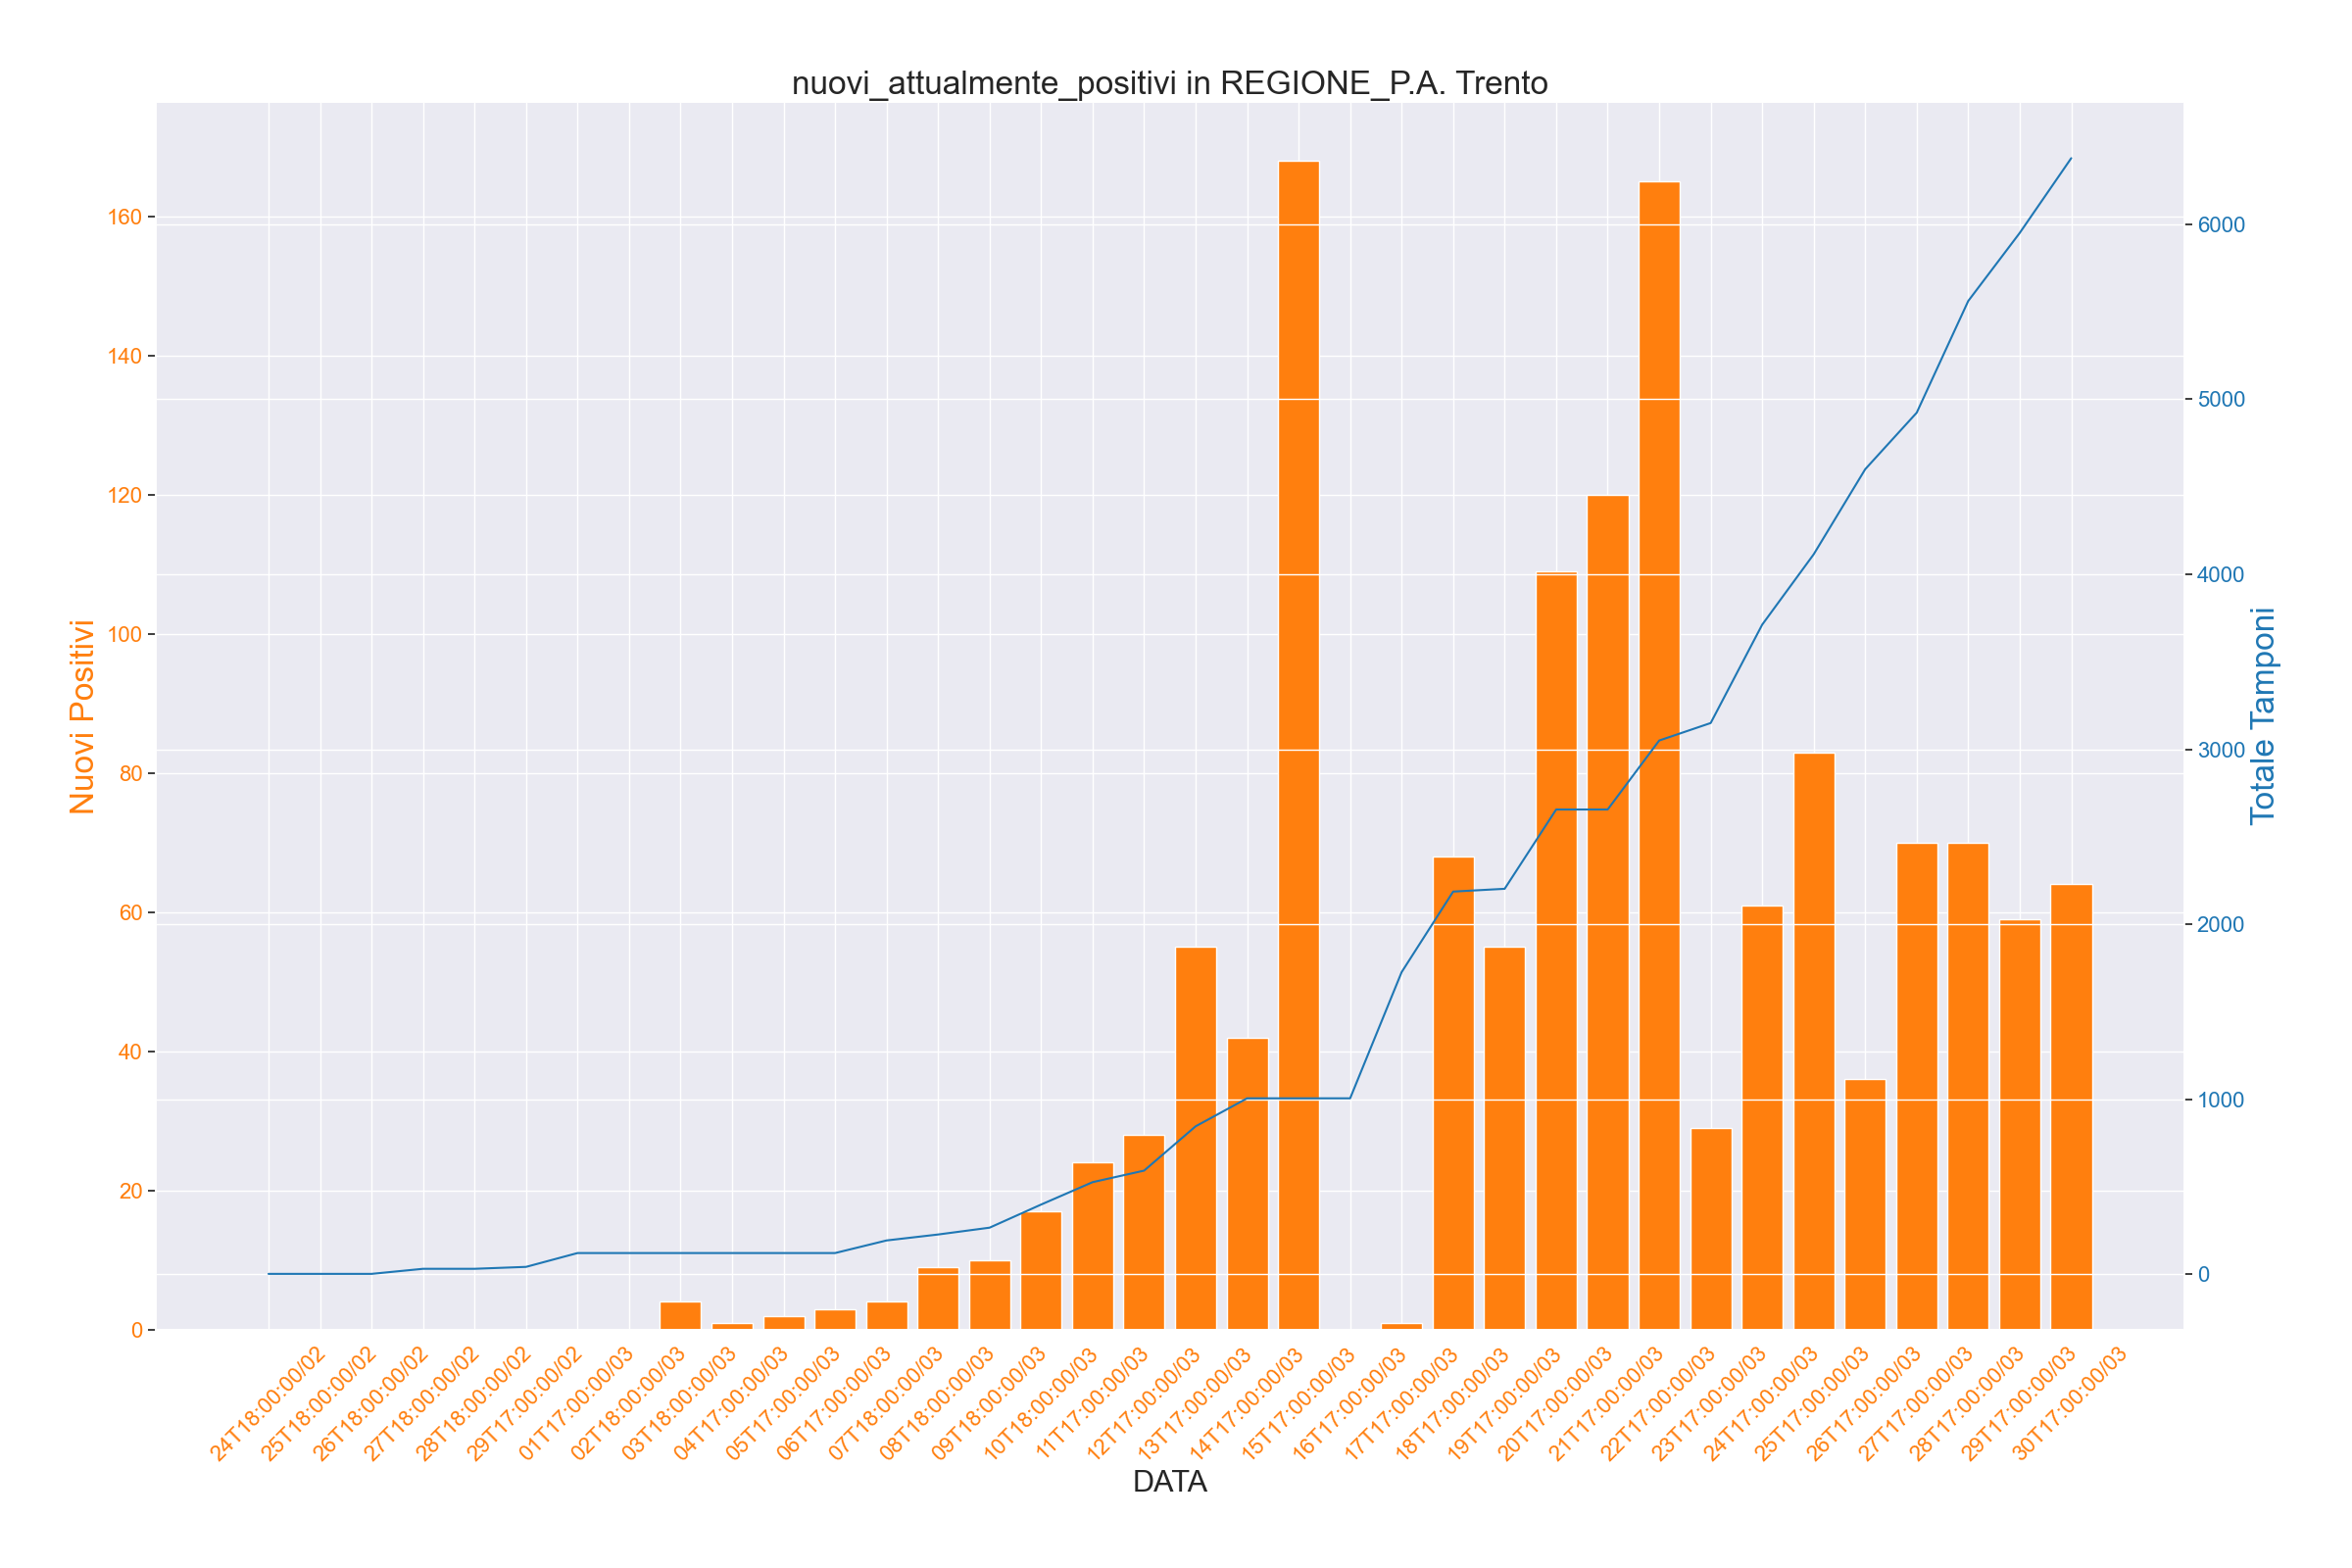 nuovi_attualmente_positivi in REGIONE_P.A. Trento
Nuovi Positivi
160
140
120
100
80
60
40
20
0
Totale Tamponi
6000
5000
4000
3000
2000
1000
0
24T18:00:00/02
25T18:00:00/02
26T18:00:00/02
27T18:00:00/02
28T18:00:00/02
29T17:00:00/02
01T17:00:00/03
02T18:00:00/03
03T18:00:00/03
04T17:00:00/03
05T17:00:00/03
06T17:00:00/03
07T18:00:00/03
08T18:00:00/03
09T18:00:00/03
10T18:00:00/03
11T17:00:00/03
12T17:00:00/03
13T17:00:00/03
14T17:00:00/03
15T17:00:00/03
16T17:00:00/03
17T17:00:00/03
18T17:00:00/03
19T17:00:00/03
20T17:00:00/03
21T17:00:00/03
22T17:00:00/03
23T17:00:00/03
24T17:00:00/03
25T17:00:00/03
26T17:00:00/03
27T17:00:00/03
28T17:00:00/03
29T17:00:00/03
30T17:00:00/03
DATA